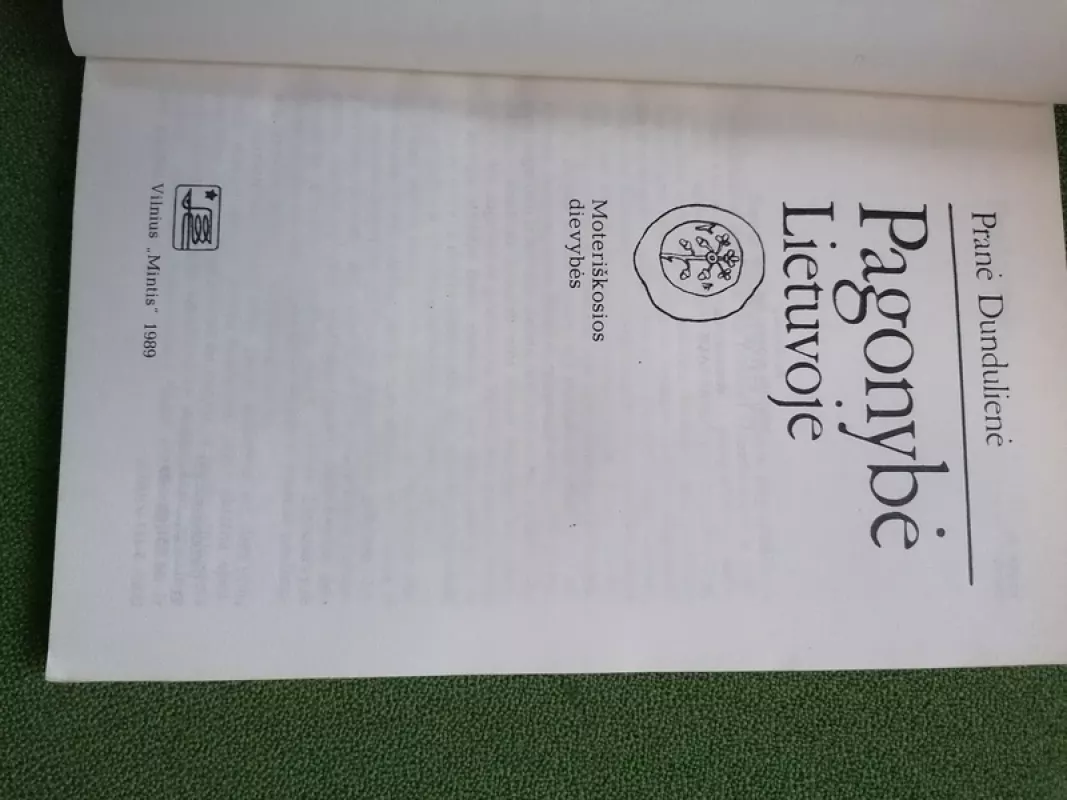 Pranė Dundulienė
Pagonybė
Lietuvoje
Moteriškosios
dievybės
Vilnius „Mintis“ 1989